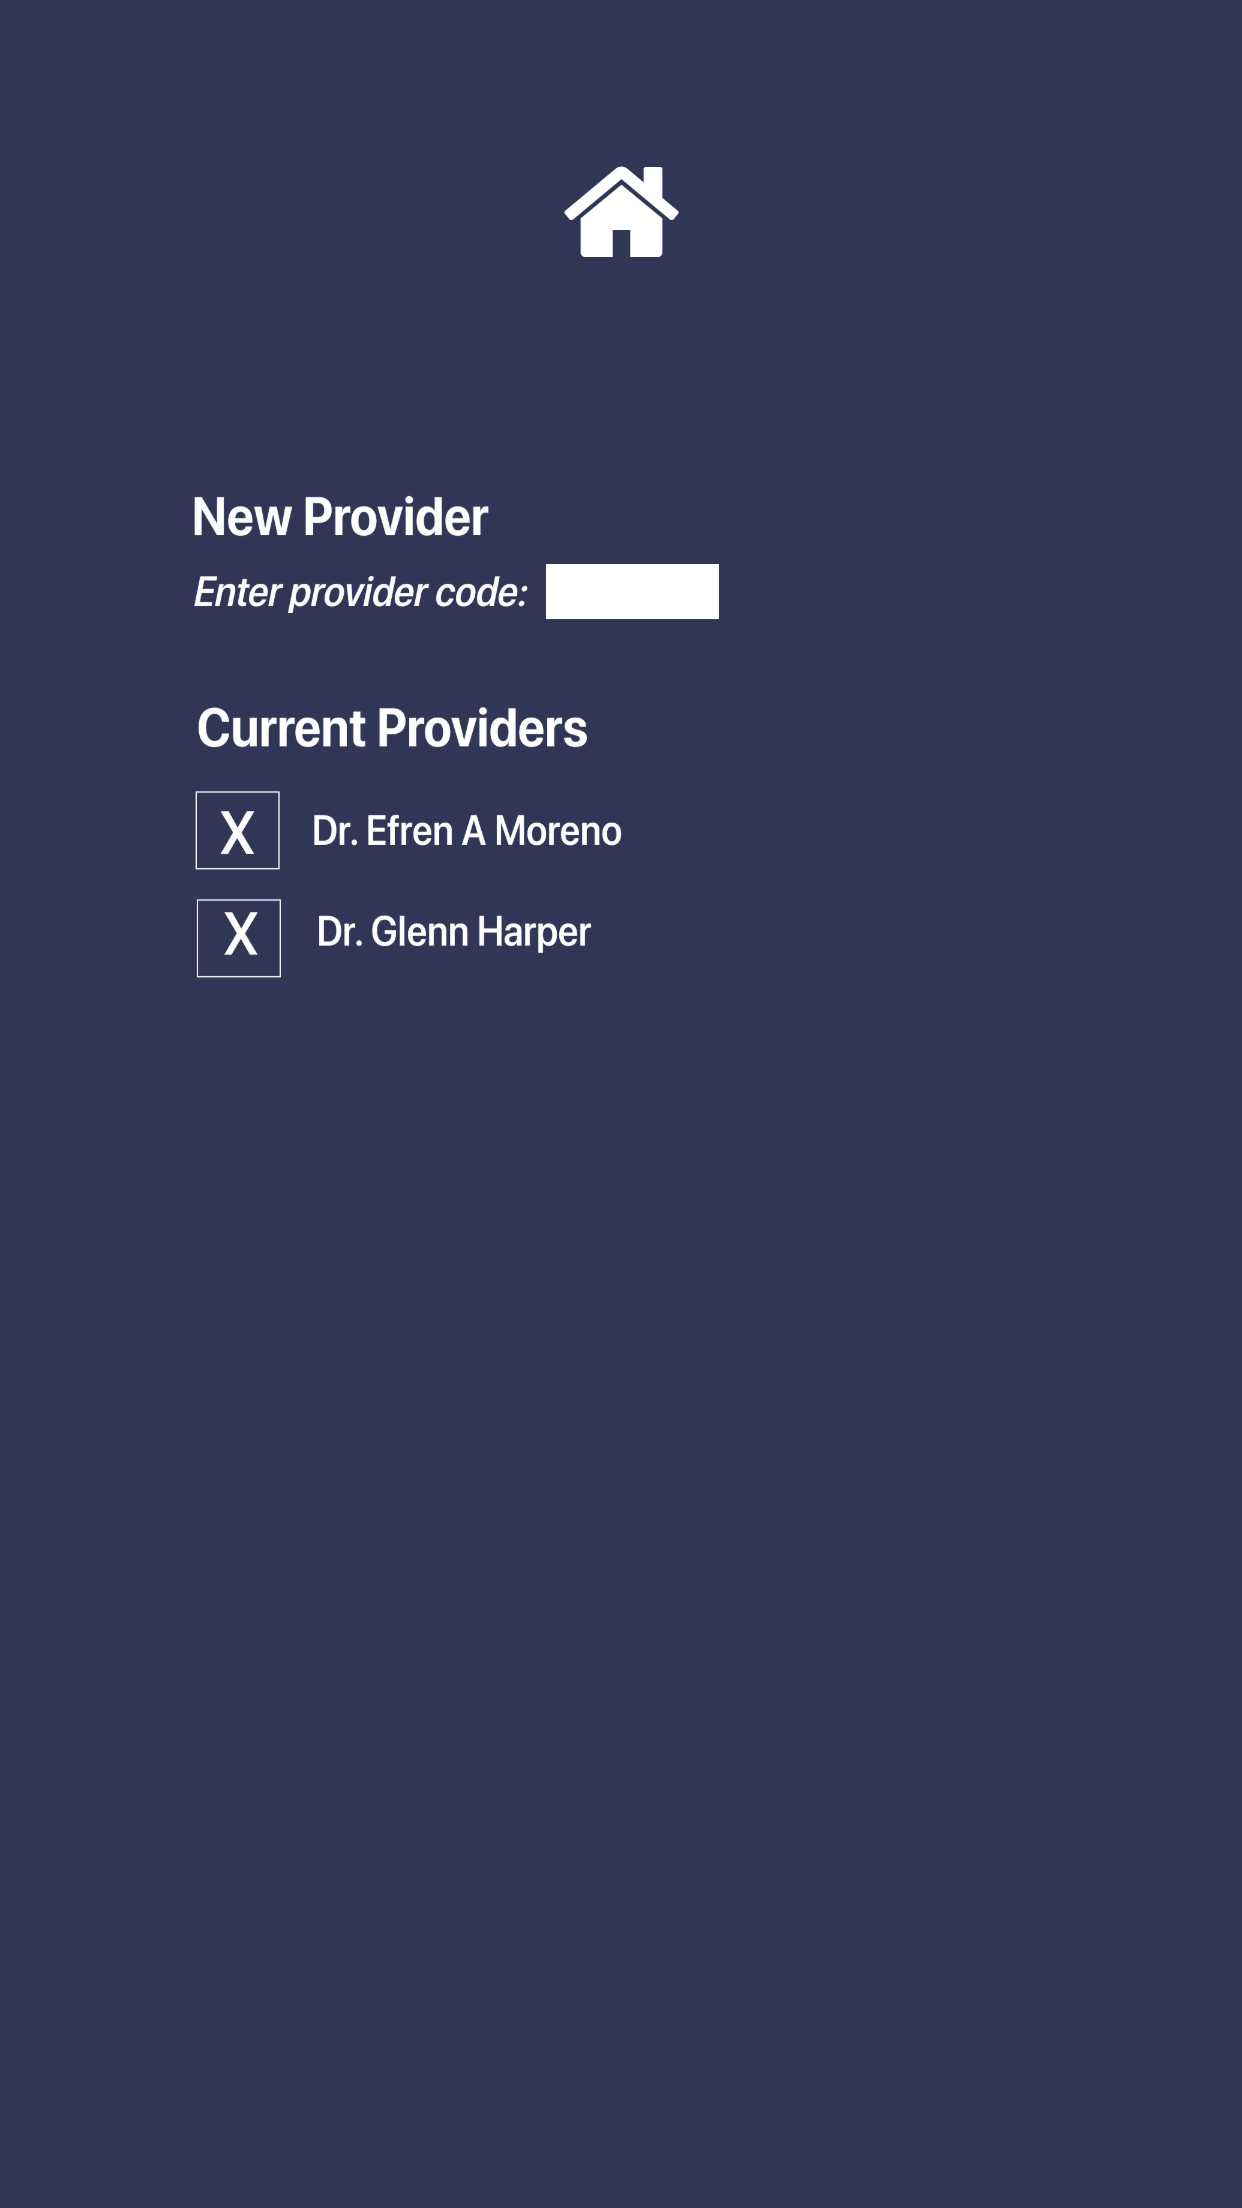 New Provider
Enter provider code:
Current Providers
X Dr. Efren A Moreno
X Dr. Glenn Harper